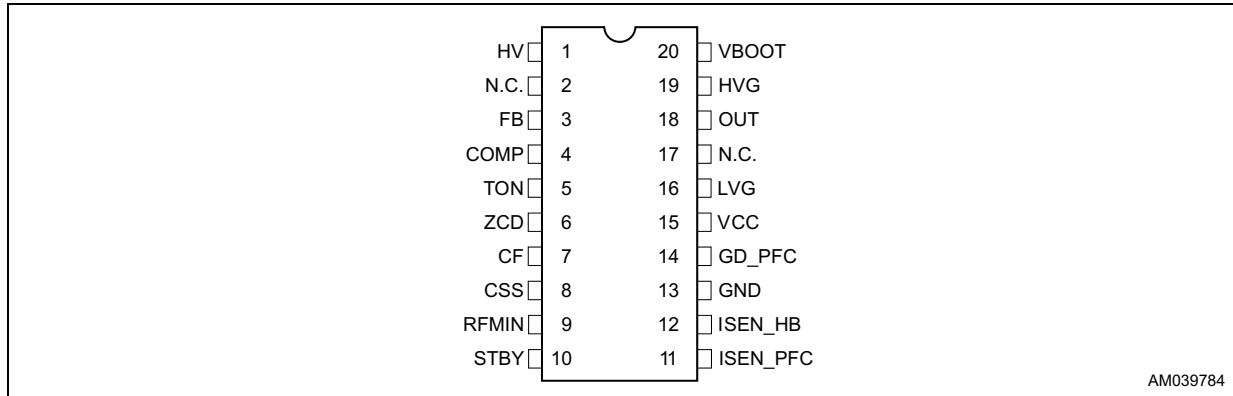 HV 1 20 VBOOT
N.C. 2 19 HVG
FB 3 18 OUT
COMP 4 17 N.C.
TON 5 16 LVG
ZCD 6 15 VCC
CF 7 14 GD_PFC
CSS 8 13 GND
RFMIN 9 12 ISEN_HB
STBY 10 11 ISEN_PFC
AM039784